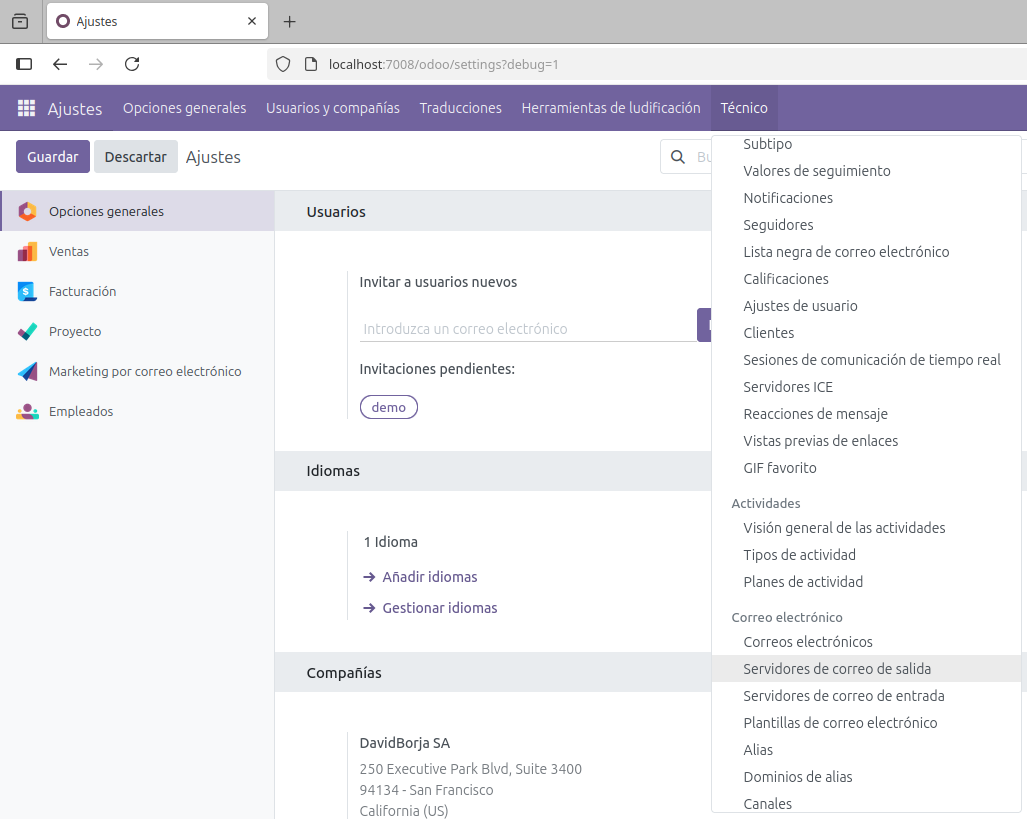 Ajustes
localhost:7008/odoo/settings?debug=1
Ajustes Opciones generales Usuarios y compañías Traducciones Herramientas de ludificación Técnico
Guardar Descartar Ajustes
Opciones generales
Ventas
Facturación
Proyecto
Marketing por correo electrónico
Empleados
Usuarios
Invitar a usuarios nuevos
Introduzca un correo electrónico
Invitaciones pendientes:
demo
Idiomas
1 Idioma
Añadir idiomas
Gestionar idiomas
Compañías
DavidBorja SA
250 Executive Park Blvd, Suite 3400
94134 - San Francisco
California (US)
Subtipo
Valores de seguimiento
Notificaciones
Seguidores
Lista negra de correo electrónico
Calificaciones
Ajustes de usuario
Clientes
Sesiones de comunicación de tiempo real
Servidores ICE
Reacciones de mensaje
Vistas previas de enlaces
GIF favorito
Actividades
Visión general de las actividades
Tipos de actividad
Planes de actividad
Correo electrónico
Correos electrónicos
Servidores de correo de salida
Servidores de correo de entrada
Plantillas de correo electrónico
Alias
Dominios de alias
Canales